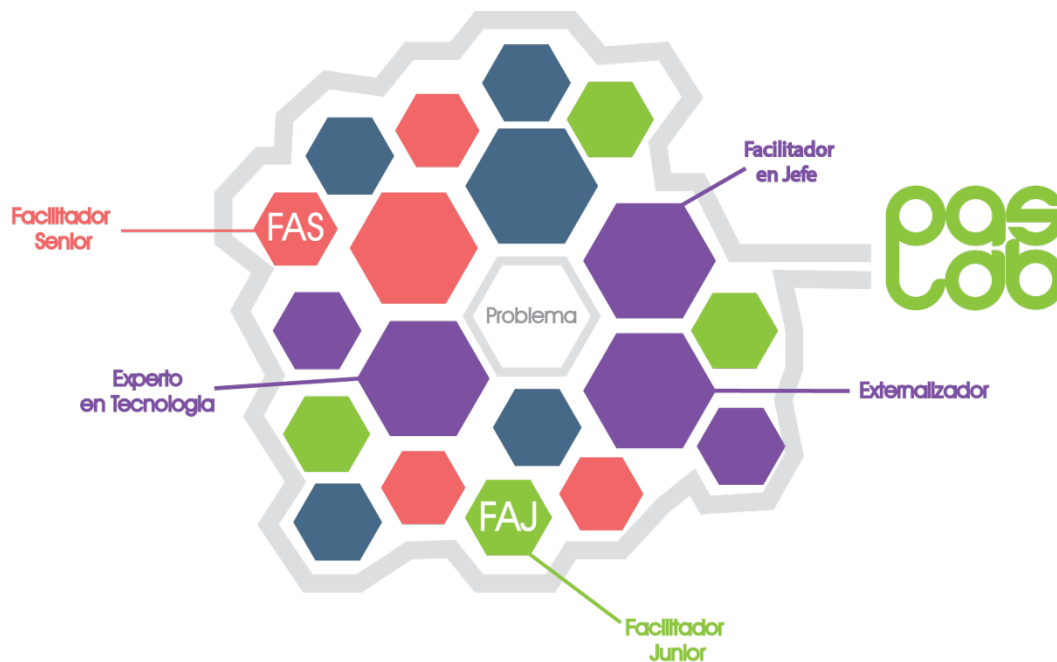 Facilitador
en Jefe
pas
Lab
Facilitador
Senior
FAS
Problema
Experto
en Tecnologia
Externalizador
FAJ
Facilitador
Junior